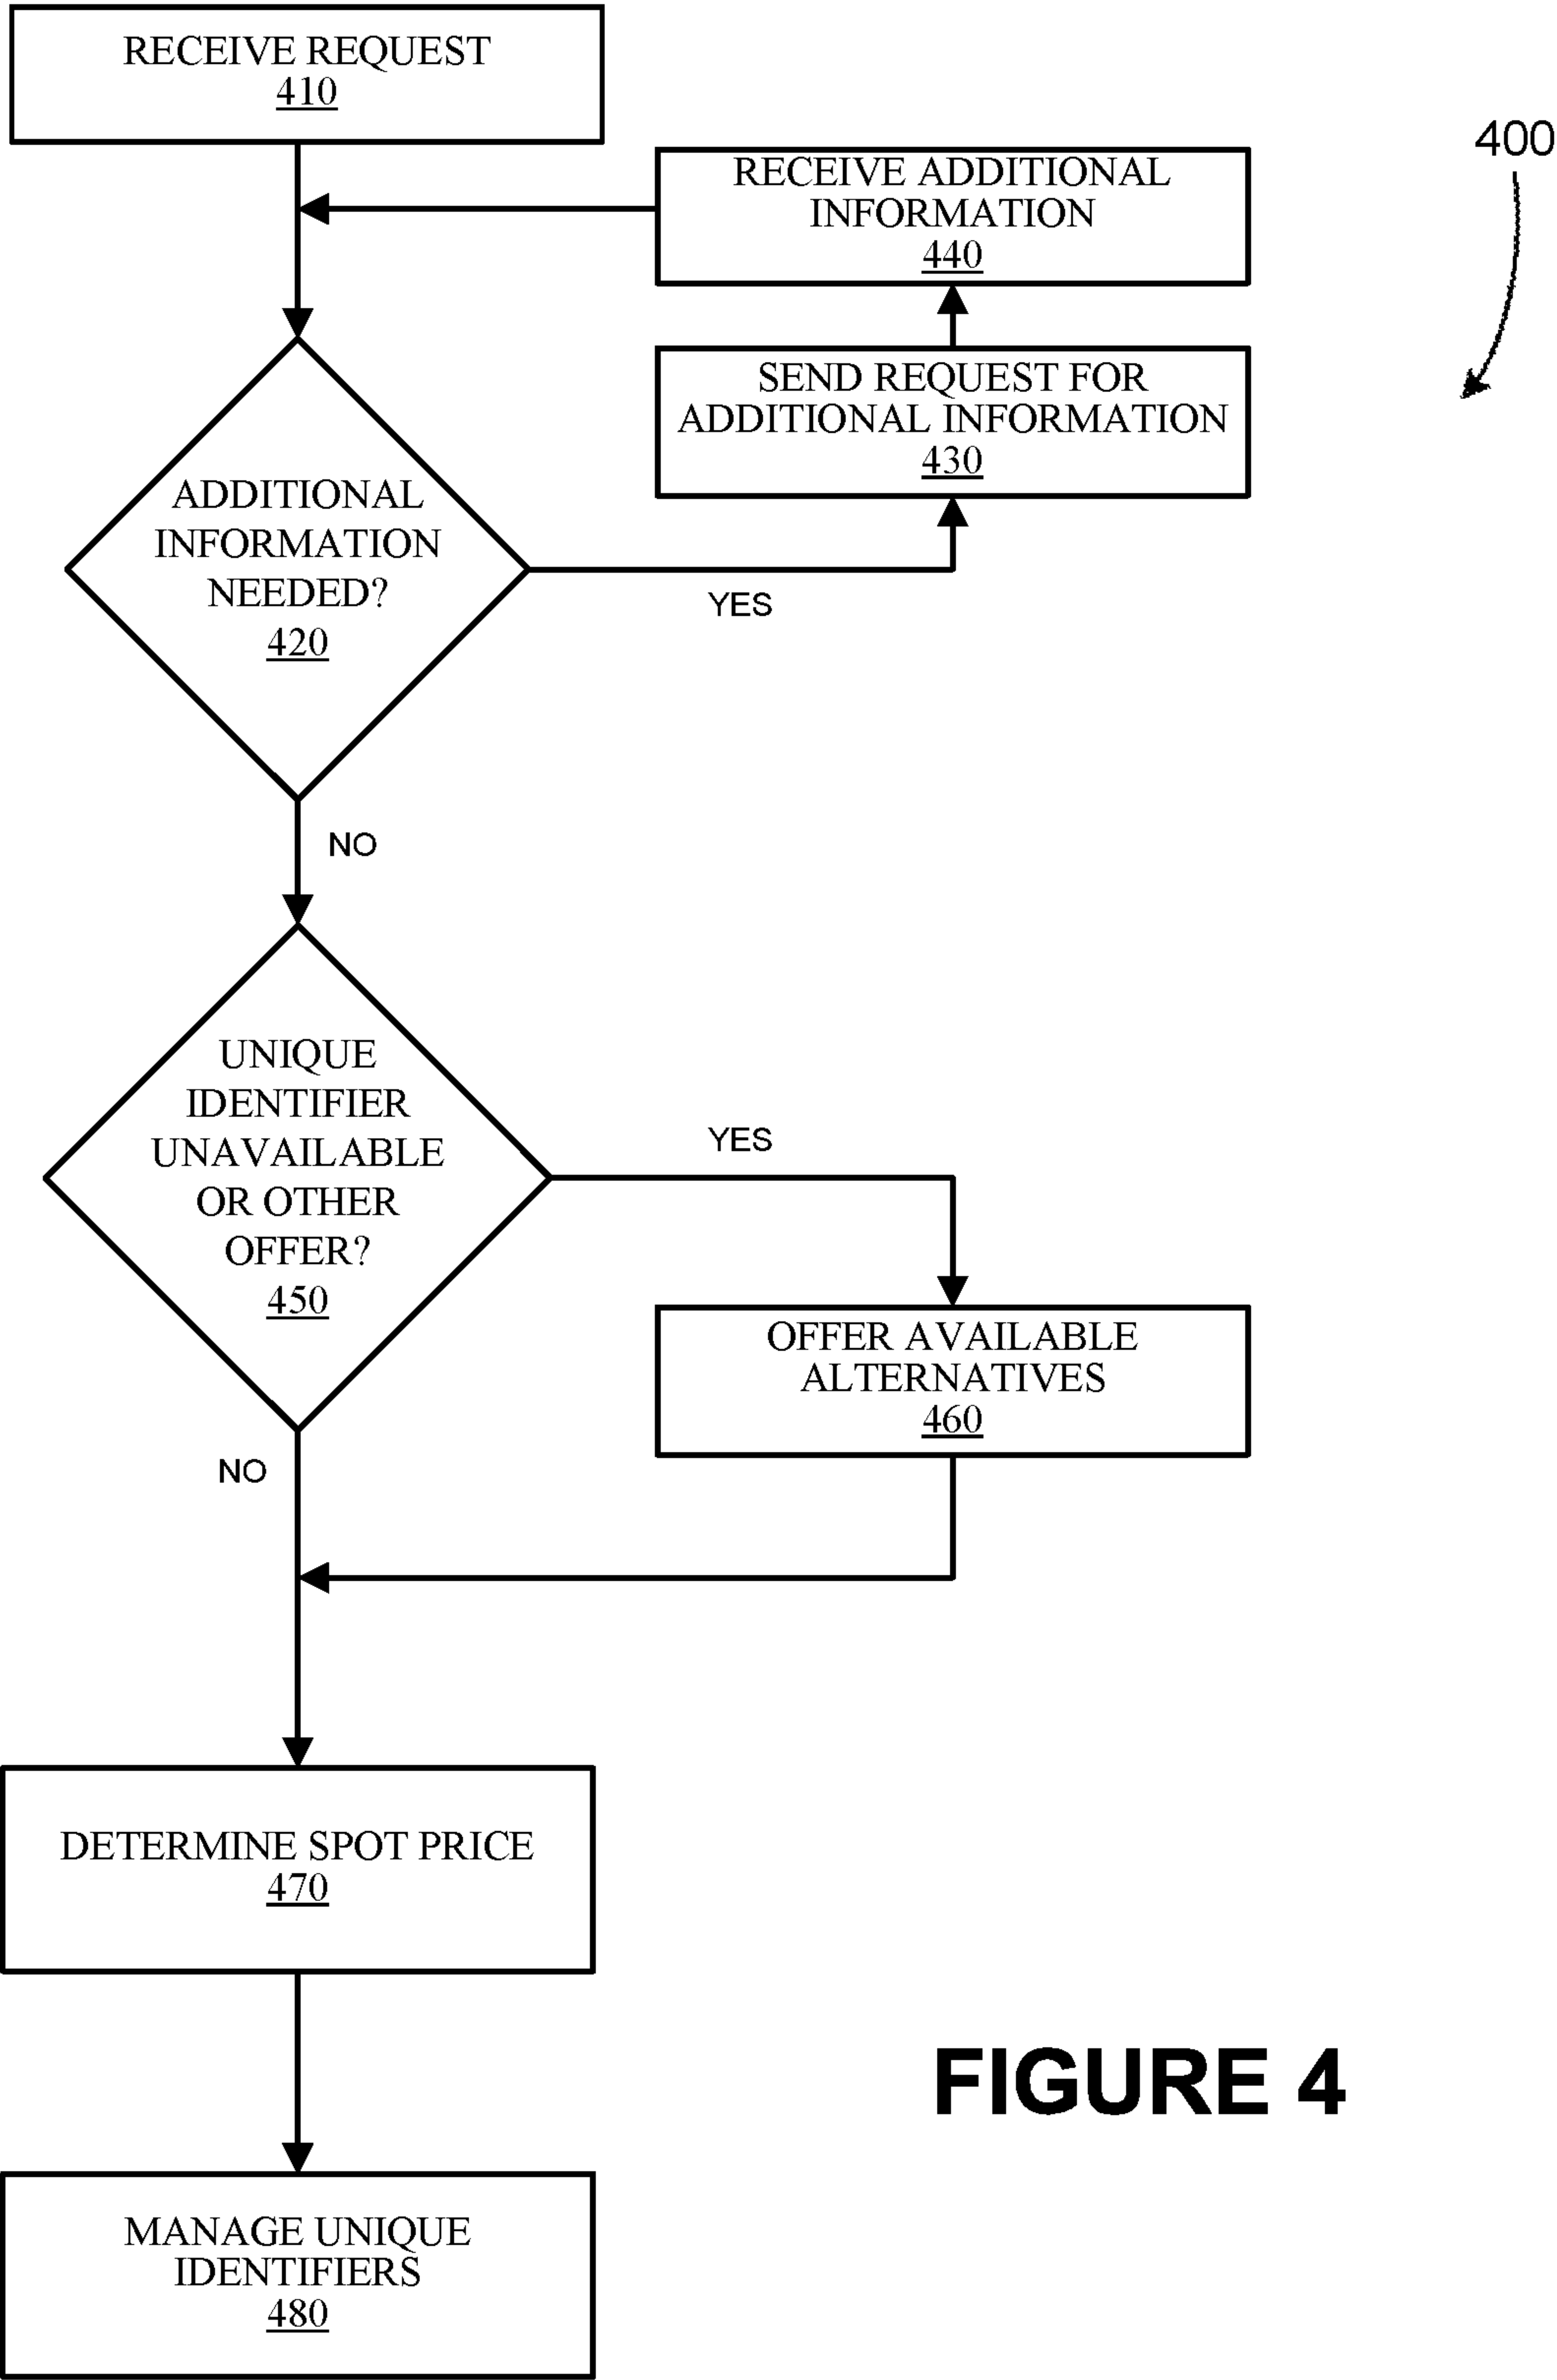 RECEIVE REQUEST
410
400
RECEIVE ADDITIONAL
INFORMATION
440
SEND REQUEST FOR
ADDITIONAL INFORMATION
430
ADDITIONAL
INFORMATION
NEEDED?
420
YES
NO
UNIQUE
IDENTIFIER
UNAVAILABLE
OR OTHER
OFFER?
450
YES
OFFER AVAILABLE
ALTERNATIVES
460
NO
DETERMINE SPOT PRICE
470
FIGURE 4
MANAGE UNIQUE
IDENTIFIERS
480